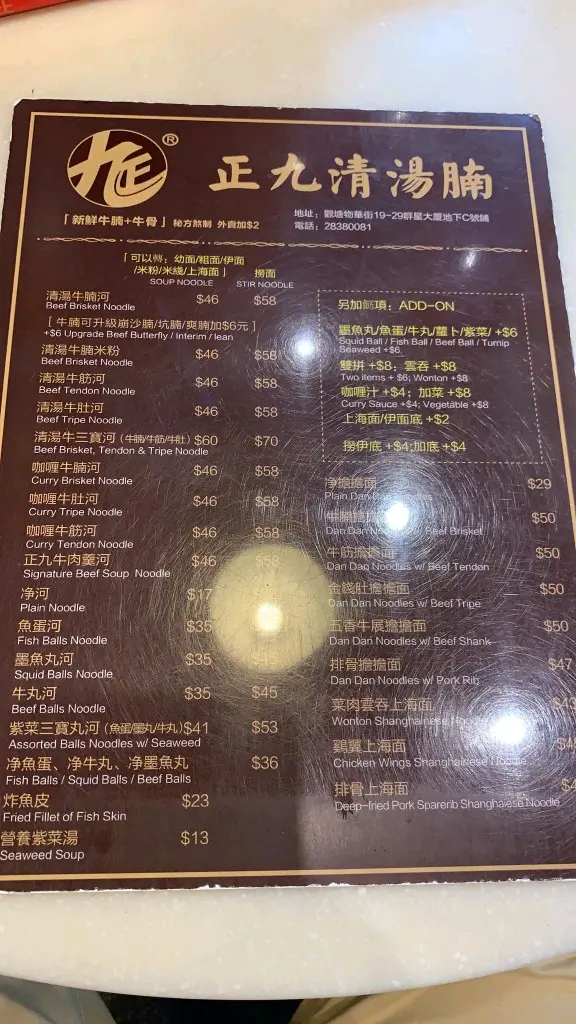 九正®
正九清湯腩
「新鮮牛腩+牛骨」秘方熬制 外賣加$2
地址：觀塘物華街19-29群星大廈地下C號鋪
電話：28380081
「可以轉：幼面/粗面/伊面
/米粉/米綫/上海面」
SOUP NOODLE
撈面
STIR NOODLE
清湯牛腩河 $46 $58
Beef Brisket Noodle
[ 牛腩可升級崩沙腩/坑腩/爽腩加$6元 ]
+$6 Upgrade Beef Butterfly / Interim / lean
清湯牛腩米粉 $46 $58
Beef Brisket Noodle
清湯牛筋河 $46 $58
Beef Tendon Noodle
清湯牛肚河 $46 $58
Beef Tripe Noodle
清湯牛三寶河（牛腩/牛筋/牛肚） $60 $70
Beef Brisket, Tendon & Tripe Noodle
咖喱牛腩河 $46 $58
Curry Brisket Noodle
咖喱牛肚河 $46 $58
Curry Tripe Noodle
咖喱牛筋河 $46 $58
Curry Tendon Noodle
正九牛肉羹河 $46 $58
Signature Beef Soup Noodle
净河 $17
Plain Noodle
魚蛋河 $35
Fish Balls Noodle
墨魚丸河 $35
Squid Balls Noodle
牛丸河 $35 $45
Beef Balls Noodle
紫菜三寶丸河（魚蛋/墨丸/牛丸） $41 $53
Assorted Balls Noodles w/ Seaweed
净魚蛋、净牛丸、净墨魚丸 $36
Fish Balls / Squid Balls / Beef Balls
炸魚皮 $23
Fried Fillet of Fish Skin
營養紫菜湯 $13
Seaweed Soup
另加餸項：ADD-ON
墨魚丸/魚蛋/牛丸/蘿卜/紫菜/ +$6
Squid Ball / Fish Ball / Beef Ball / Turnip
Seaweed +$6
雙拼 +$8；雲吞 +$8
Two items + $6; Wonton +$8
咖喱汁 +$4；加菜 +$8
Curry Sauce +$4; Vegetable +$8
上海面/伊面底 +$2
撈伊底 +$4;加底 +$4
净擔擔面 $29
Plain Dan Dan Noodles
牛腩擔擔面 $50
Dan Dan Noodles w/ Beef Brisket
牛筋擔擔面 $50
Dan Dan Noodles w/ Beef Tendon
金錢肚擔擔面 $50
Dan Dan Noodles w/ Beef Tripe
五香牛展擔擔面 $50
Dan Dan Noodles w/ Beef Shank
排骨擔擔面 $47
Dan Dan Noodles w/ Pork Rib
菜肉雲吞上海面
Wonton Shanghainese Noodle
鷄翼上海面
Chicken Wings Shanghainese Noodle
排骨上海面
Deep-fried Pork Sparerib Shanghaiese Noodle